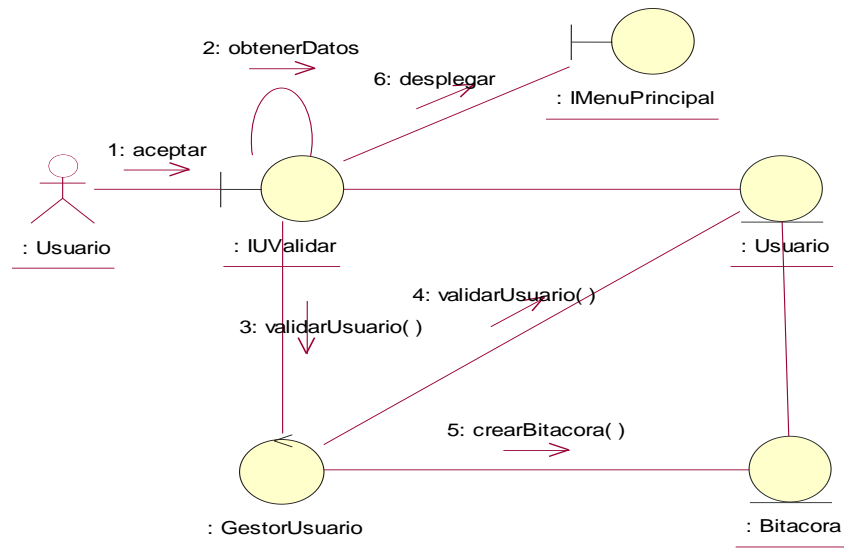 2: obtenerDatos
6: desplegar
: IMenuPrincipal
1: aceptar
: Usuario
: IUValidar
: Usuario
4: validarUsuario( )
3: validarUsuario( )
5: crearBitacora( )
: GestorUsuario
: Bitacora